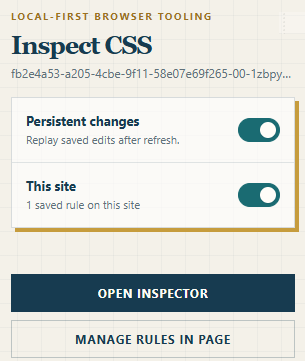 LOCAL-FIRST BROWSER TOOLING
Inspect CSS
fb2e4a53-a205-4cbe-9f11-58e07e69f265-00-1zbpy...
Persistent changes
Replay saved edits after refresh.
This site
1 saved rule on this site
OPEN INSPECTOR
MANAGE RULES IN PAGE